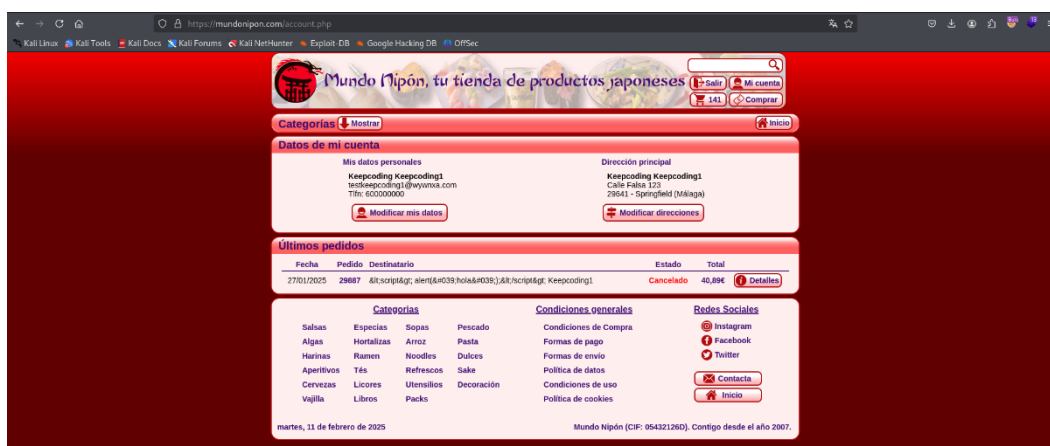 https://mundonipon.com/account.php
Kali Linux Kali Tools Kali Docs Kali Forums Kali NetHunter Exploit-DB Google Hacking DB OffSec
Mundo Nipón, tu tienda de productos japoneses
Salir Mi cuenta
141 Comprar
Categorías Mostrar Inicio
Datos de mi cuenta
Mis datos personales Dirección principal
Keepcoding Keepcoding1 Keepcoding Keepcoding1
testkeepcoding1@wywnxa.com Calle Falsa 123
Tlfn: 600000000 29641 - Springfield (Málaga)
Modificar mis datos Modificar direcciones
Últimos pedidos
Fecha Pedido Destinatario Estado Total
27/01/2025 29887 &lt;script&gt; alert(&#039;hola&#039;);&lt;/script&gt; Keepcoding1 Cancelado 40,89€ Detalles
Categorias Condiciones generales Redes Sociales
Salsas Especias Sopas Pescado Condiciones de Compra Instagram
Algas Hortalizas Arroz Pasta Formas de pago Facebook
Harinas Ramen Noodles Dulces Formas de envío Twitter
Aperitivos Tés Refrescos Sake Política de datos
Cervezas Licores Utensilios Decoración Condiciones de uso Contacta
Vajilla Libros Packs Política de cookies Inicio
martes, 11 de febrero de 2025 Mundo Nipón (CIF: 05432126D). Contigo desde el año 2007.